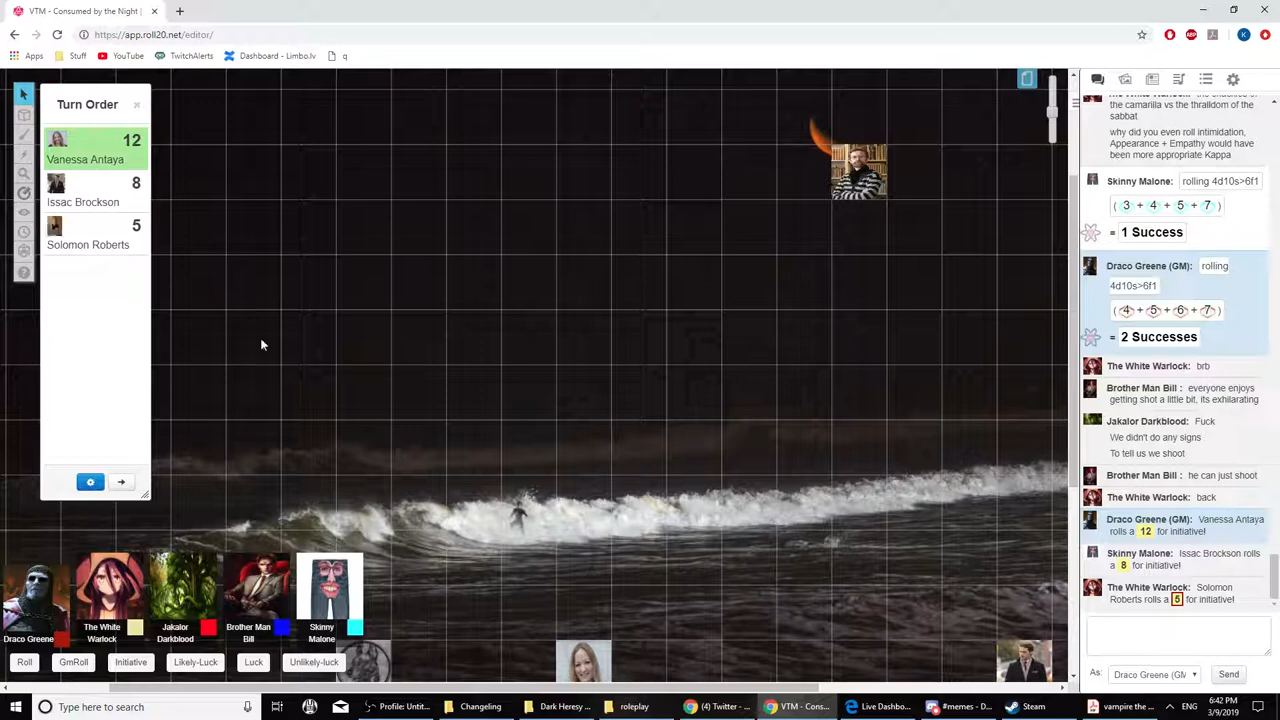 VTM - Consumed by the Night | Ro
https://app.roll20.net/editor/
Apps Stuff YouTube TwitchAlerts Dashboard - Limbo.lv q
Turn Order
12
Vanessa Antaya
8
Issac Brockson
5
Solomon Roberts
Draco Greene
The White
Warlock
Jakalor
Darkblood
Brother Man
Bill
Skinny
Malone
Roll GmRoll Initiative Likely-Luck Luck Unlikely-luck
the camarilla vs the thralldom of the
sabbat
why did you even roll intimidation,
Appearance + Empathy would have
been more appropriate Kappa
Skinny Malone: rolling 4d10s>6f1
( 3 + 4 + 5 + 7 )
= 1 Success
Draco Greene (GM): rolling
4d10s>6f1
( 4 + 5 + 6 + 7 )
= 2 Successes
The White Warlock: brb
Brother Man Bill : everyone enjoys
getting shot a little bit, its exhilarating
Jakalor Darkblood: Fuck
We didn't do any signs
To tell us we shoot
Brother Man Bill : he can just shoot
The White Warlock: back
Draco Greene (GM): Vanessa Antaya
rolls a 12 for initiative!
Skinny Malone: Issac Brockson rolls
a 8 for initiative!
The White Warlock: Solomon
Roberts rolls a 5 for initiative!
As: Draco Greene (GM Send
Type here to search
Profile: Untit...
Changeling
Dark Heresy ...
roleplay
(4) Twitter - ...
VTM - Cons...
Live Dashbo...
#memes - D...
Steam
vampire the ...
ENG
6:42 PM
9/9/2019